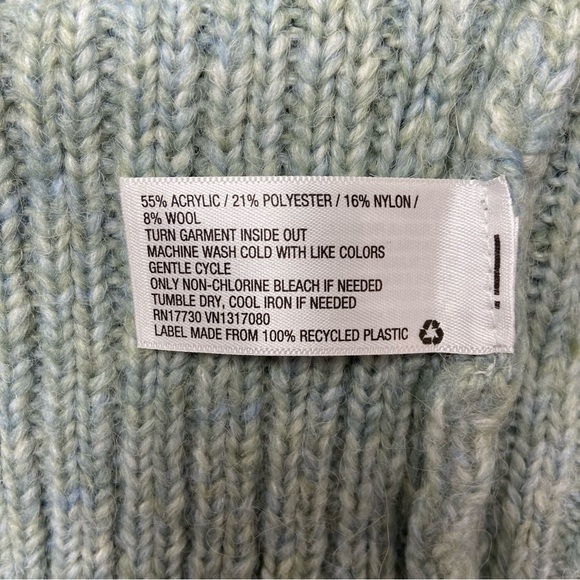 55% ACRYLIC / 21% POLYESTER / 16% NYLON /
8% WOOL
TURN GARMENT INSIDE OUT
MACHINE WASH COLD WITH LIKE COLORS
GENTLE CYCLE
ONLY NON-CHLORINE BLEACH IF NEEDED
TUMBLE DRY, COOL IRON IF NEEDED
RN17730 VN1317080
LABEL MADE FROM 100% RECYCLED PLASTIC